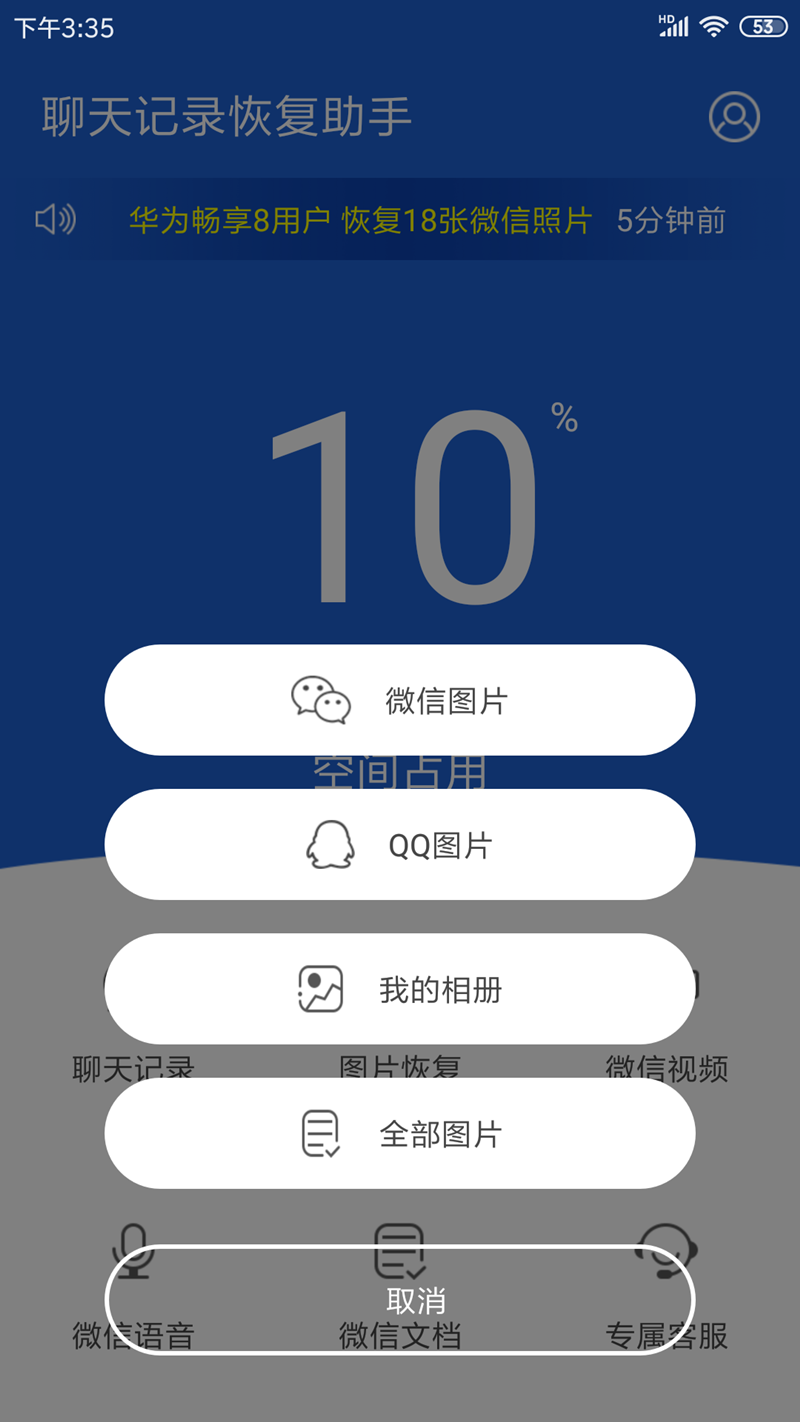 下午3:35
HD
53
聊天记录恢复助手
华为畅享8用户 恢复18张微信照片 5分钟前
10%
微信图片
空间占用
QQ图片
我的相册
聊天记录 图片恢复 微信视频
全部图片
取消
微信语音 微信文档 专属客服